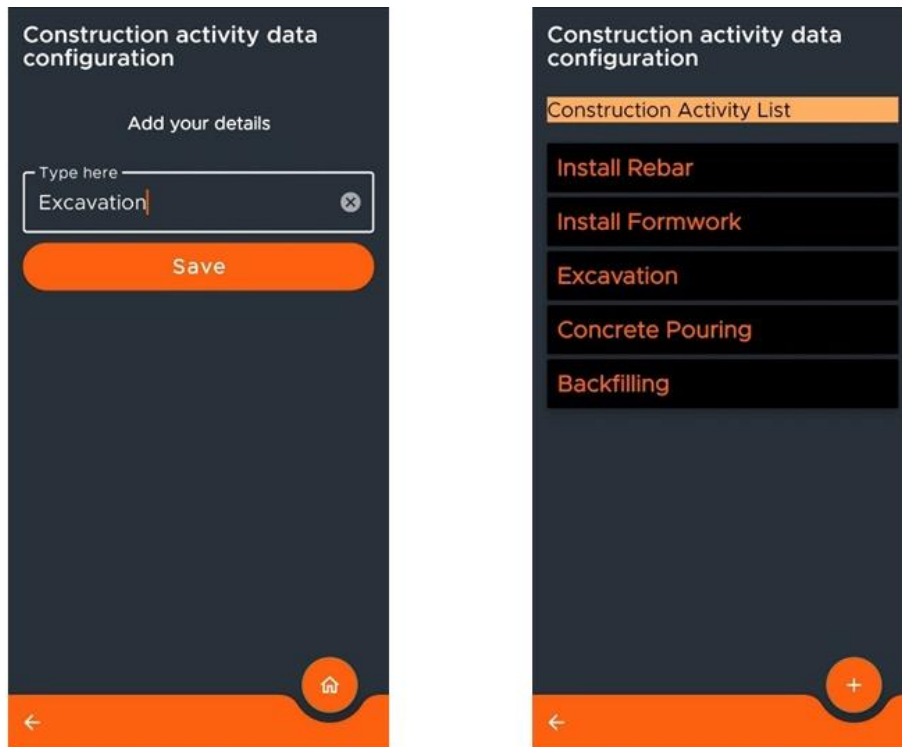 Construction activity data
configuration
Add your details
Type here
Excavation
Save
Construction activity data
configuration
Construction Activity List
Install Rebar
Install Formwork
Excavation
Concrete Pouring
Backfilling